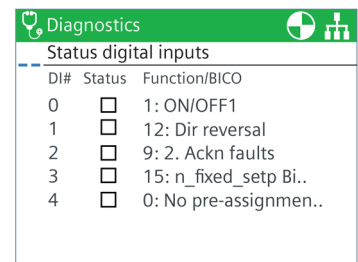 Diagnostics
Status digital inputs
DI# Status Function/BICO
0 1: ON/OFF1
1 12: Dir reversal
2 9: 2. Ackn faults
3 15: n_fixed_setp Bi..
4 0: No pre-assignmen..